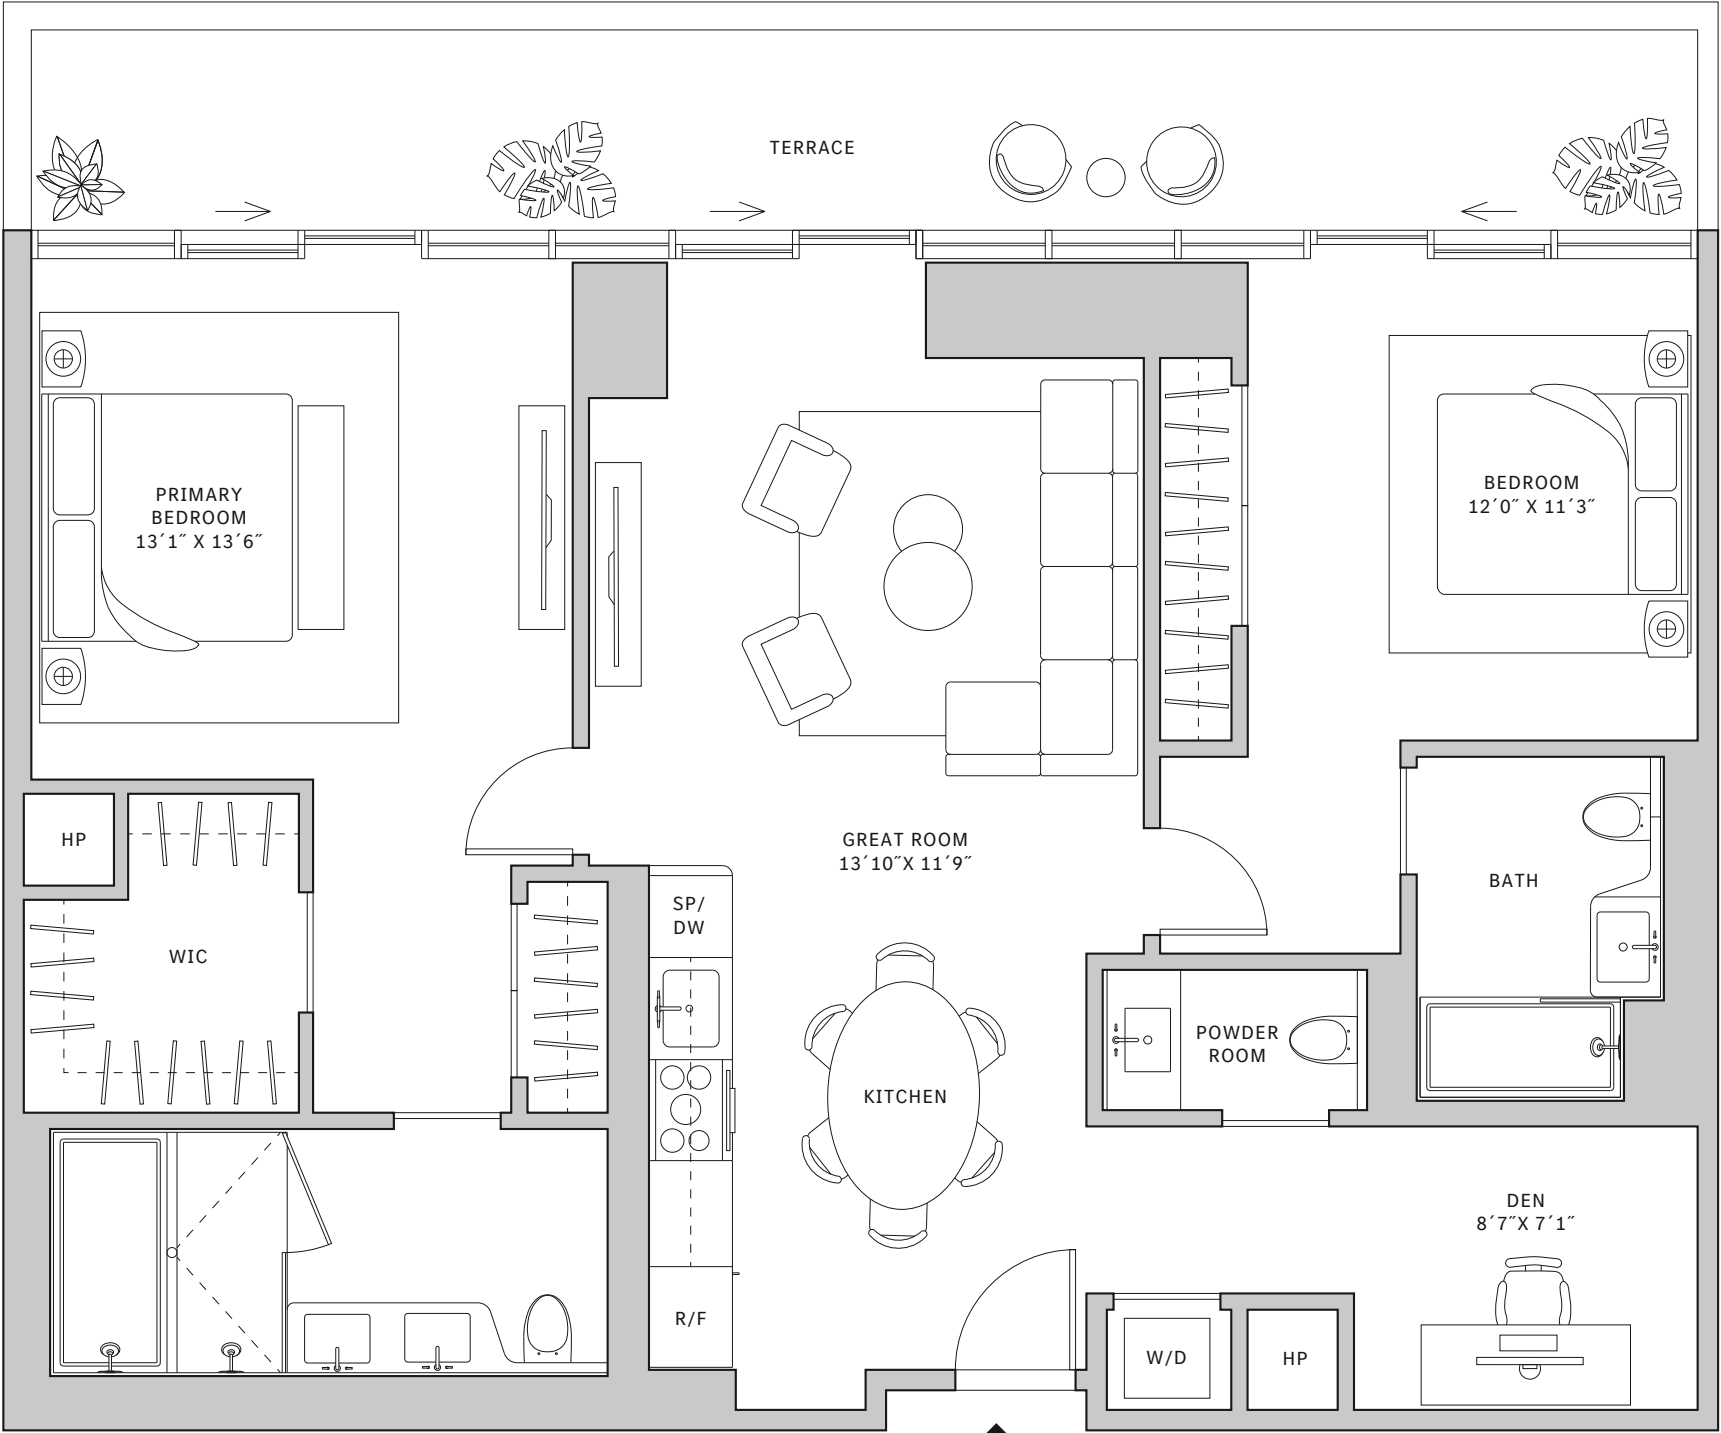 TERRACE
PRIMARY
BEDROOM
13´1˝ X 13´6˝
BEDROOM
12´0˝ X 11´3˝
HP
GREAT ROOM
13´10˝X 11´9˝
BATH
SP/
DW
WIC
POWDER
ROOM
KITCHEN
DEN
8´7˝X 7´1˝
R/F
W/D
HP